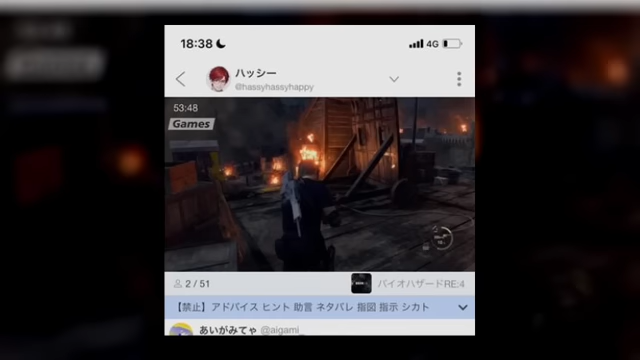 18:38
4G
ハッシー
@hassyhassyhappy
53:48
Games
2 / 51
バイオハザードRE:4
【禁止】アドバイス ヒント 助言 ネタバレ 指図 指示 シカト
あいがみてゃ @aigami_